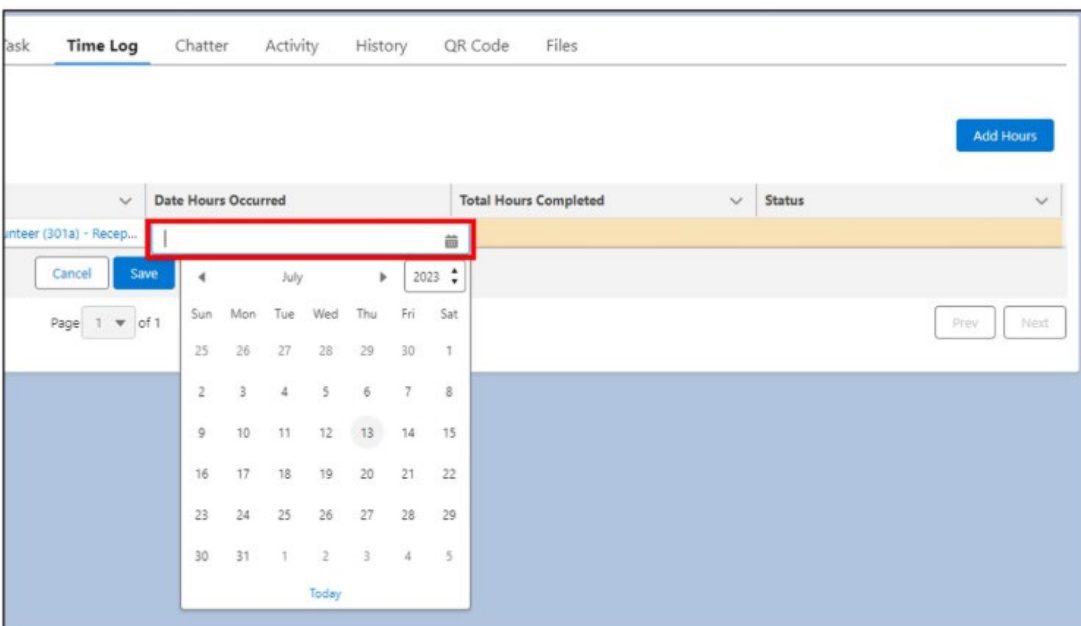 Task Time Log Chatter Activity History QR Code Files
Add Hours
Date Hours Occurred Total Hours Completed Status
unteer (301a) - Recep...
Cancel Save
July 2023
Page 1 of 1
Sun Mon Tue Wed Thu Fri Sat
Prev Next
25 26 27 28 29 30 1
2 3 4 5 6 7 8
9 10 11 12 13 14 15
16 17 18 19 20 21 22
23 24 25 26 27 28 29
30 31 1 2 3 4 5
Today